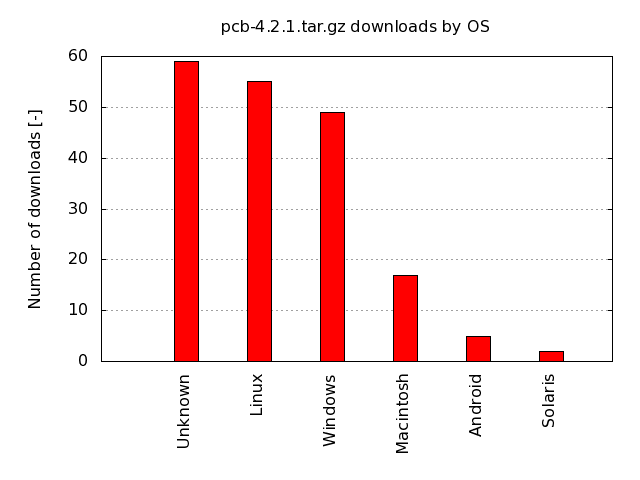 pcb-4.2.1.tar.gz downloads by OS
60
50
40
30
20
10
0
Number of downloads [-]
Unknown
Linux
Windows
Macintosh
Android
Solaris